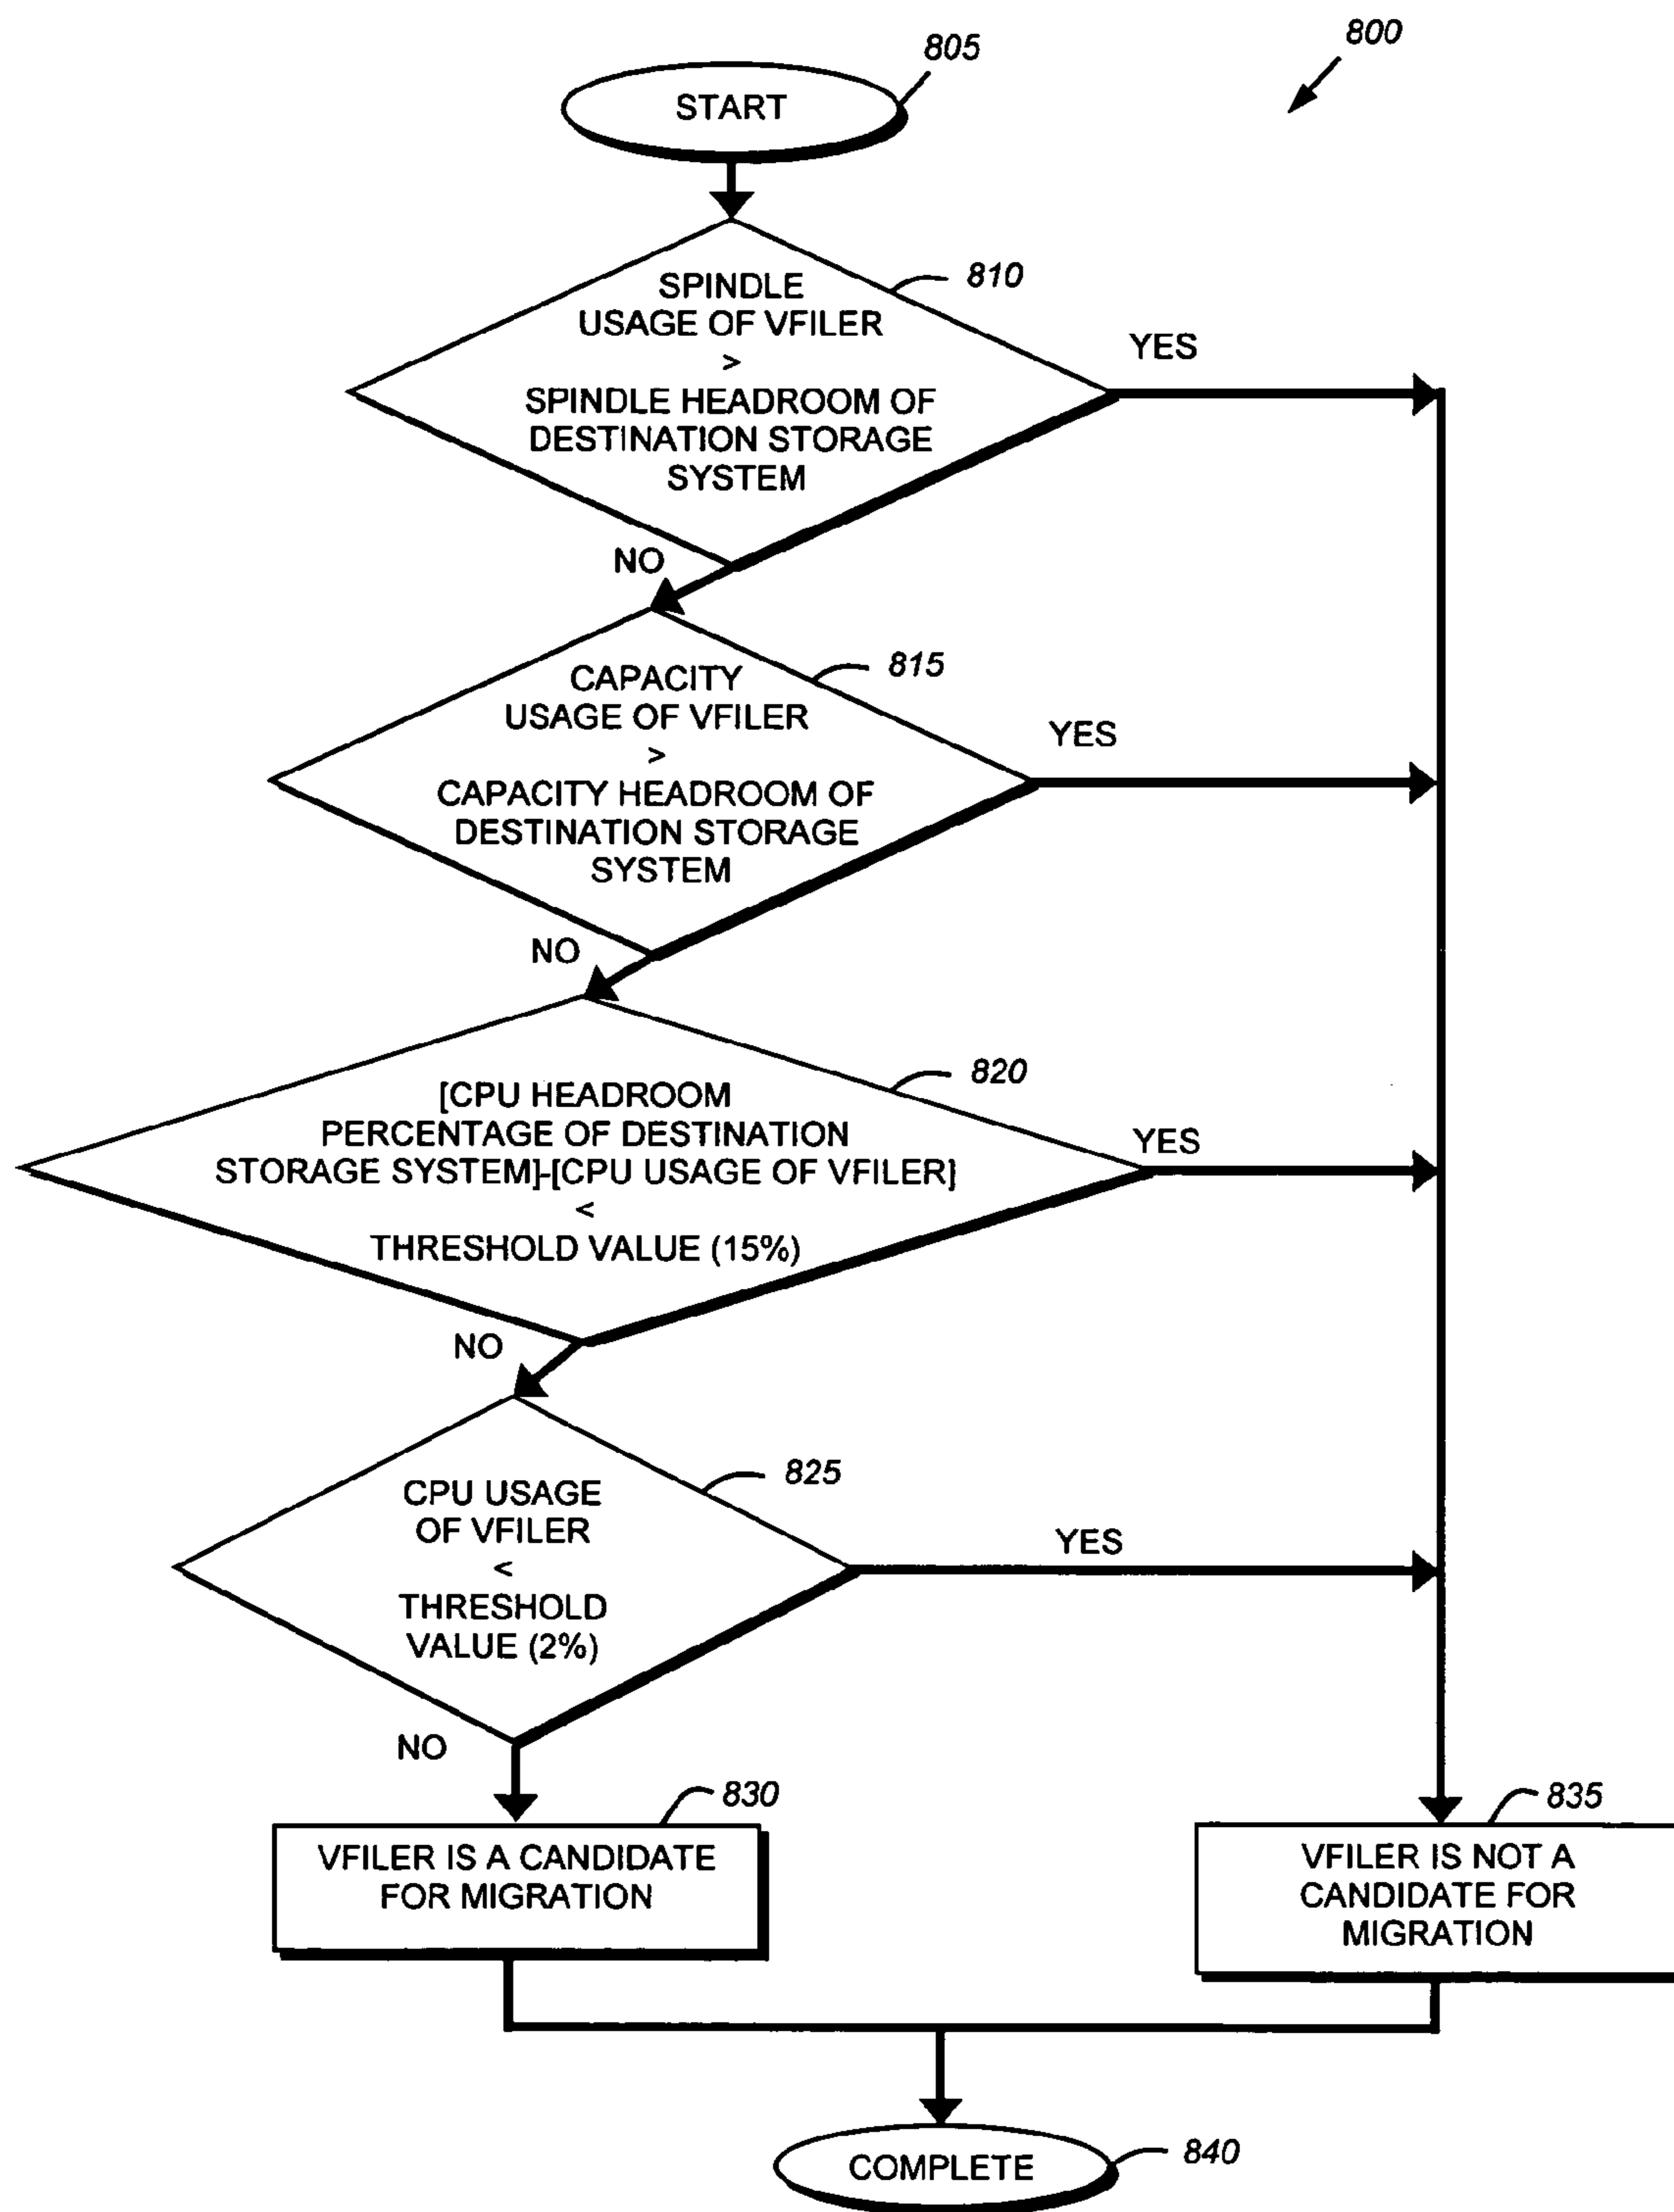 800
805
START
810
SPINDLE
USAGE OF VFILER
>
SPINDLE HEADROOM OF
DESTINATION STORAGE
SYSTEM
YES
NO
815
CAPACITY
USAGE OF VFILER
>
CAPACITY HEADROOM OF
DESTINATION STORAGE
SYSTEM
YES
NO
820
[CPU HEADROOM
PERCENTAGE OF DESTINATION
STORAGE SYSTEM]-[CPU USAGE OF VFILER]
<
THRESHOLD VALUE (15%)
YES
NO
825
CPU USAGE
OF VFILER
<
THRESHOLD
VALUE (2%)
YES
NO
830
VFILER IS A CANDIDATE
FOR MIGRATION
835
VFILER IS NOT A
CANDIDATE FOR
MIGRATION
COMPLETE
840